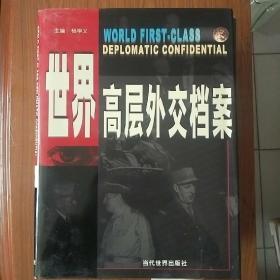 主编:杨学义
WORLD FIRST-CLASS
DEPLOMATIC CONFIDENTIAL
世界
高层外交档案
当代世界出版社